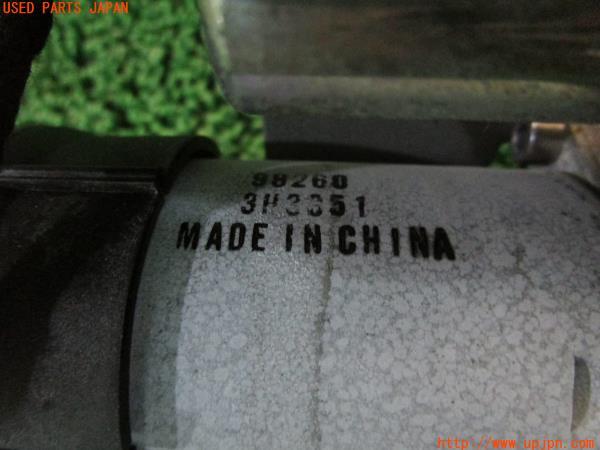 USED PARTS JAPAN
98260
3H3351
MADE IN CHINA
http://www.upjpn.com